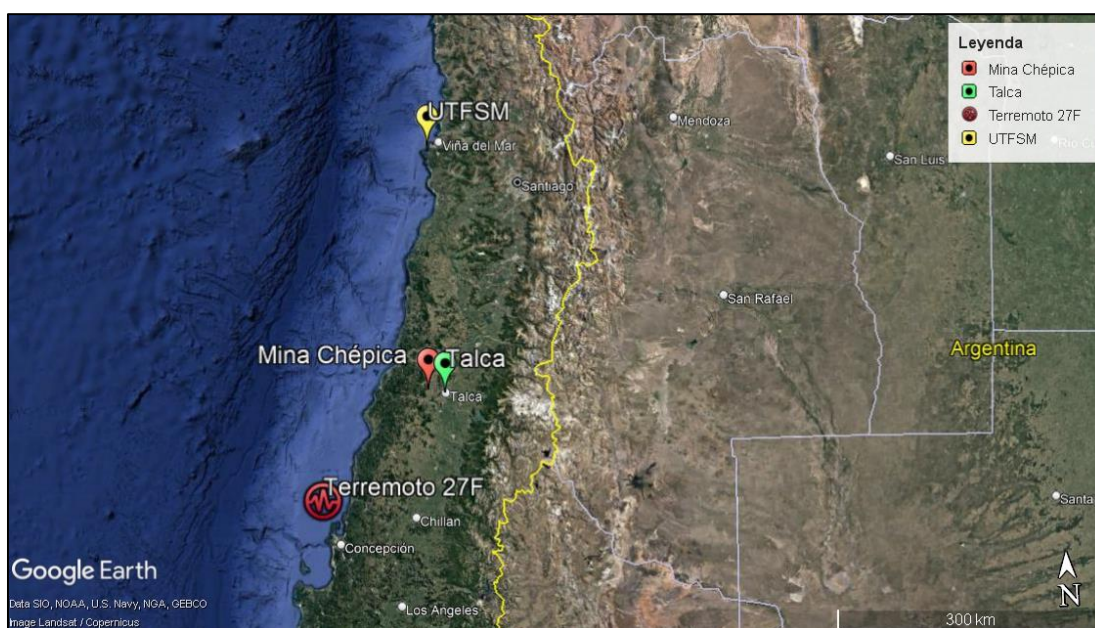 Leyenda
Mina Chépica
Talca
Terremoto 27F
UTFSM
UTFSM
Viña del Mar
Mendoza
Santiago
San Luis
San Rafael
Argentina
Mina Chépica
Talca
Talca
Terremoto 27F
Chillan
Concepción
Los Angeles
Santa
Google Earth
Data SIO, NOAA, U.S. Navy, NGA, GEBCO
Image Landsat / Copernicus
N
300 km